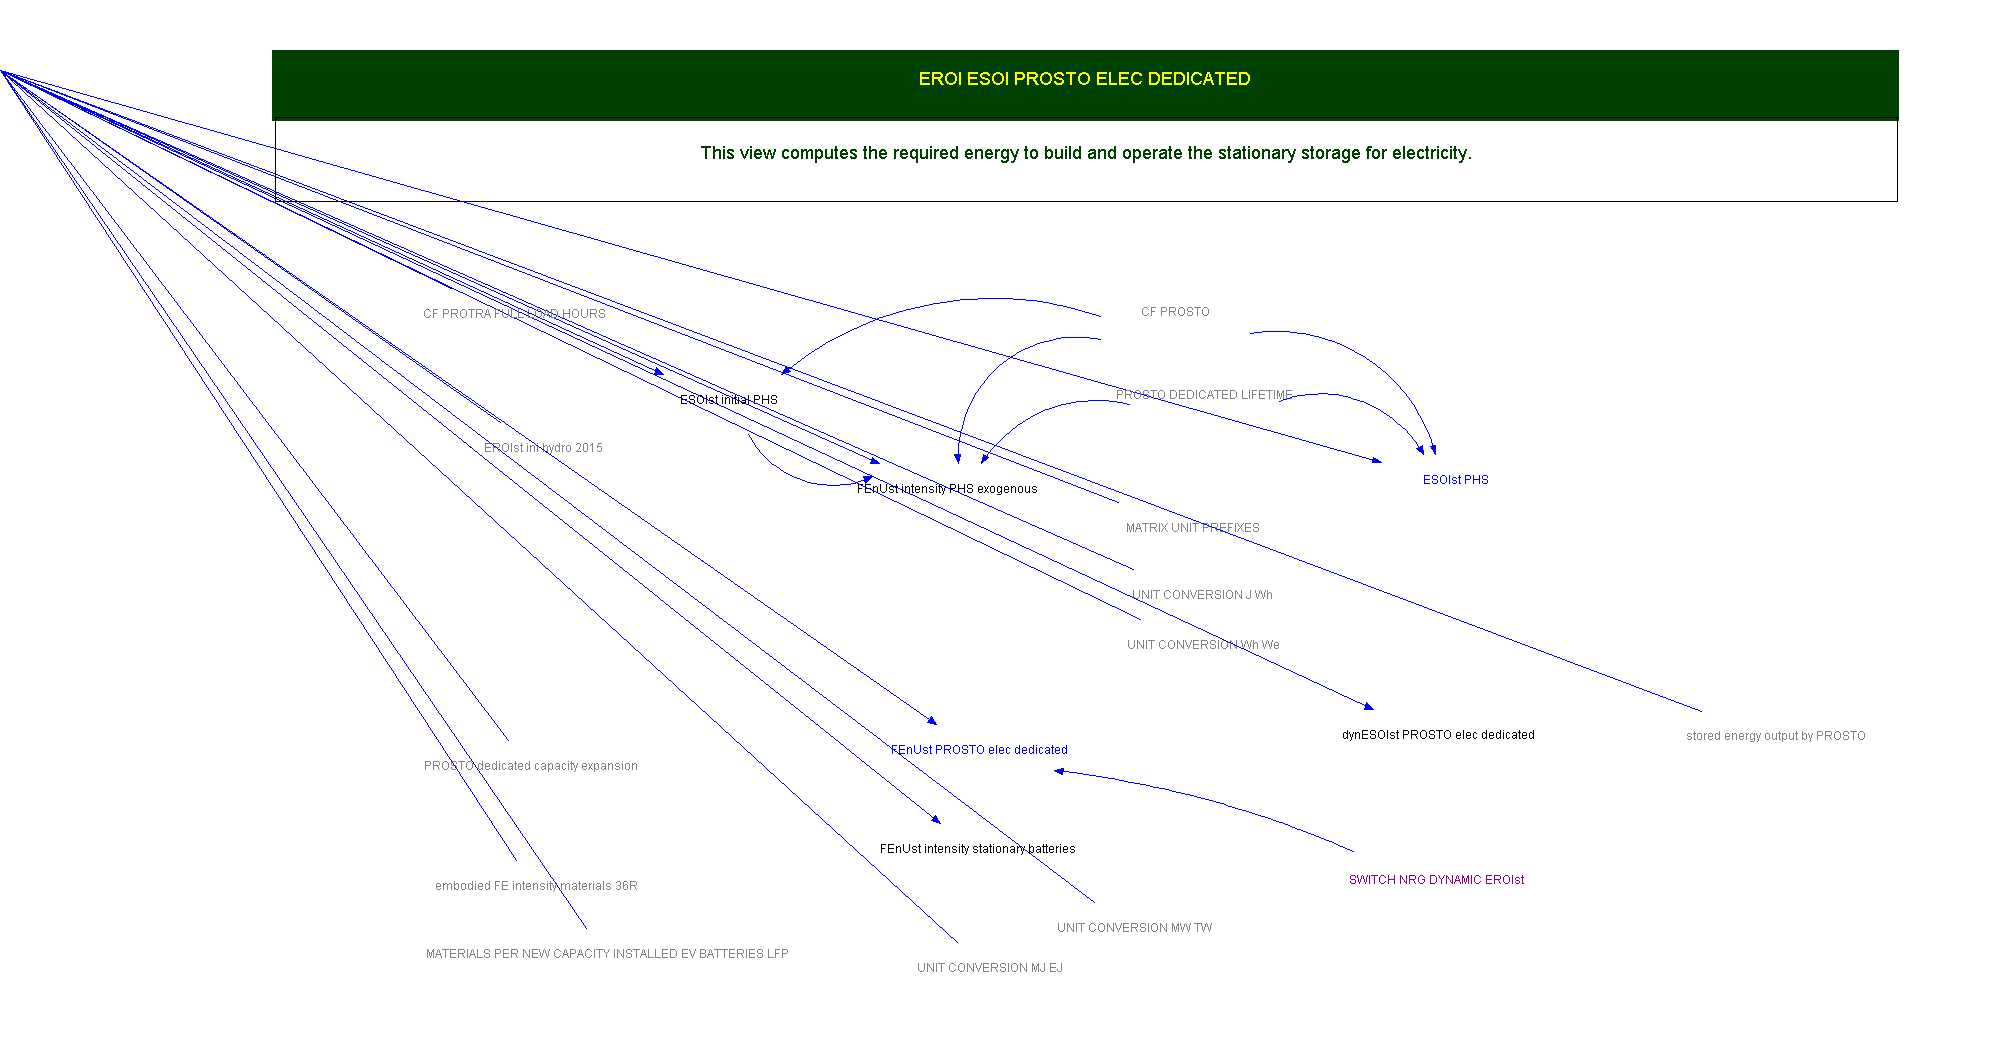 EROI ESOI PROSTO ELEC DEDICATED
This view computes the required energy to build and operate the stationary storage for electricity.
CF PROTRA FULL LOAD HOURS
CF PROSTO
ESOIst initial PHS
PROSTO DEDICATED LIFETIME
EROIst ini hydro 2015
FEnUst intensity PHS exogenous
ESOIst PHS
MATRIX UNIT PREFIXES
UNIT CONVERSION J Wh
UNIT CONVERSION Wh We
FEnUst PROSTO elec dedicated
dynESOIst PROSTO elec dedicated
stored energy output by PROSTO
PROSTO dedicated capacity expansion
FEnUst intensity stationary batteries
embodied FE intensity materials 36R
SWITCH NRG DYNAMIC EROIst
UNIT CONVERSION MW TW
MATERIALS PER NEW CAPACITY INSTALLED EV BATTERIES LFP
UNIT CONVERSION MJ EJ